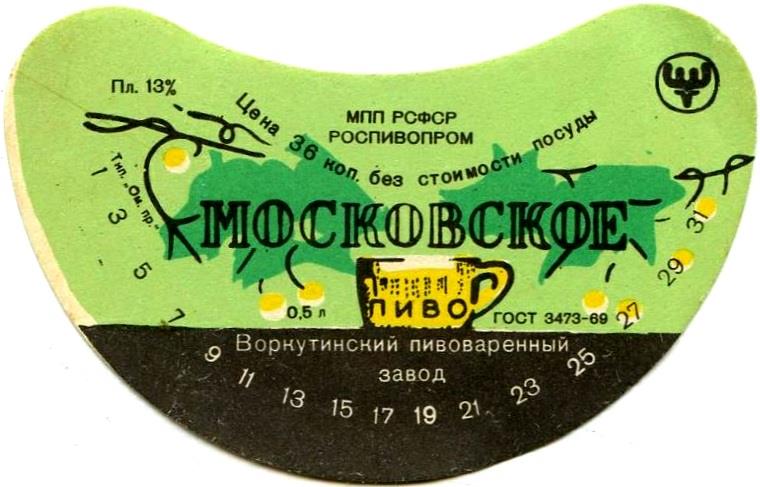 Пл. 13%
МПП РСФСР
РОСПИВОПРОМ
Цена 36 коп. без стоимости посуды
Тип. „Ом. пр.“
МОСКОВСКОЕ
ПИВО
0,5 л
ГОСТ 3473-69
Воркутинский пивоваренный
завод
1 3 5 7 9 11 13 15 17 19 21 23 25 27 29 31